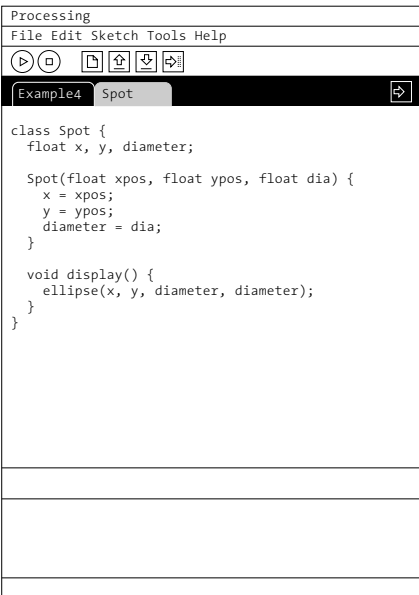 Processing
File Edit Sketch Tools Help
Example4 Spot
class Spot {
  float x, y, diameter;
  Spot(float xpos, float ypos, float dia) {
    x = xpos;
    y = ypos;
    diameter = dia;
  }
  void display() {
    ellipse(x, y, diameter, diameter);
  }
}